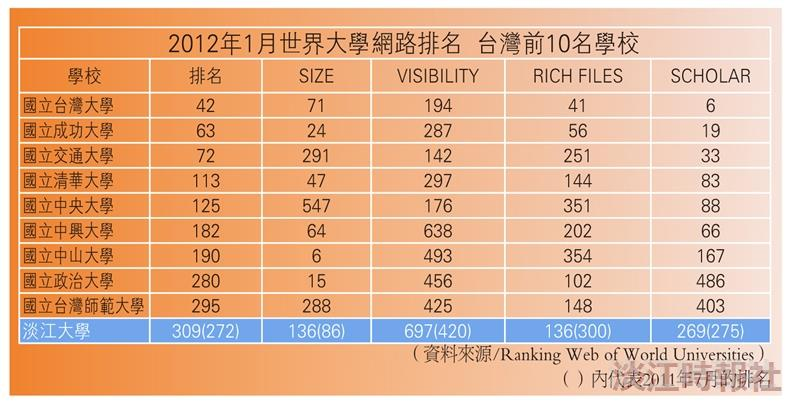 2012年1月世界大學網路排名 台灣前10名學校
學校 排名 SIZE VISIBILITY RICH FILES SCHOLAR
國立台灣大學 42 71 194 41 6
國立成功大學 63 24 287 56 19
國立交通大學 72 291 142 251 33
國立清華大學 113 47 297 144 83
國立中央大學 125 547 176 351 88
國立中興大學 182 64 638 202 66
國立中山大學 190 6 493 354 167
國立政治大學 280 15 456 102 486
國立台灣師範大學 295 288 425 148 403
淡江大學 309(272) 136(86) 697(420) 136(300) 269(275)
（資料來源/Ranking Web of World Universities）
（ ）內代表2011年7月的排名
淡江時報社